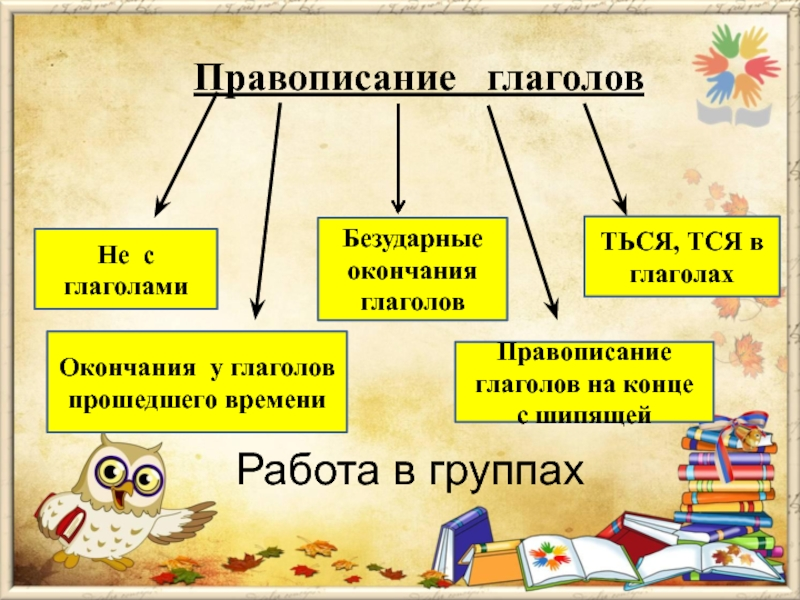 Правописание глаголов
Не с
глаголами
Безударные
окончания
глаголов
ТЬСЯ, ТСЯ в
глаголах
Окончания у глаголов
прошедшего времени
Правописание
глаголов на конце
с шипящей
Работа в группах